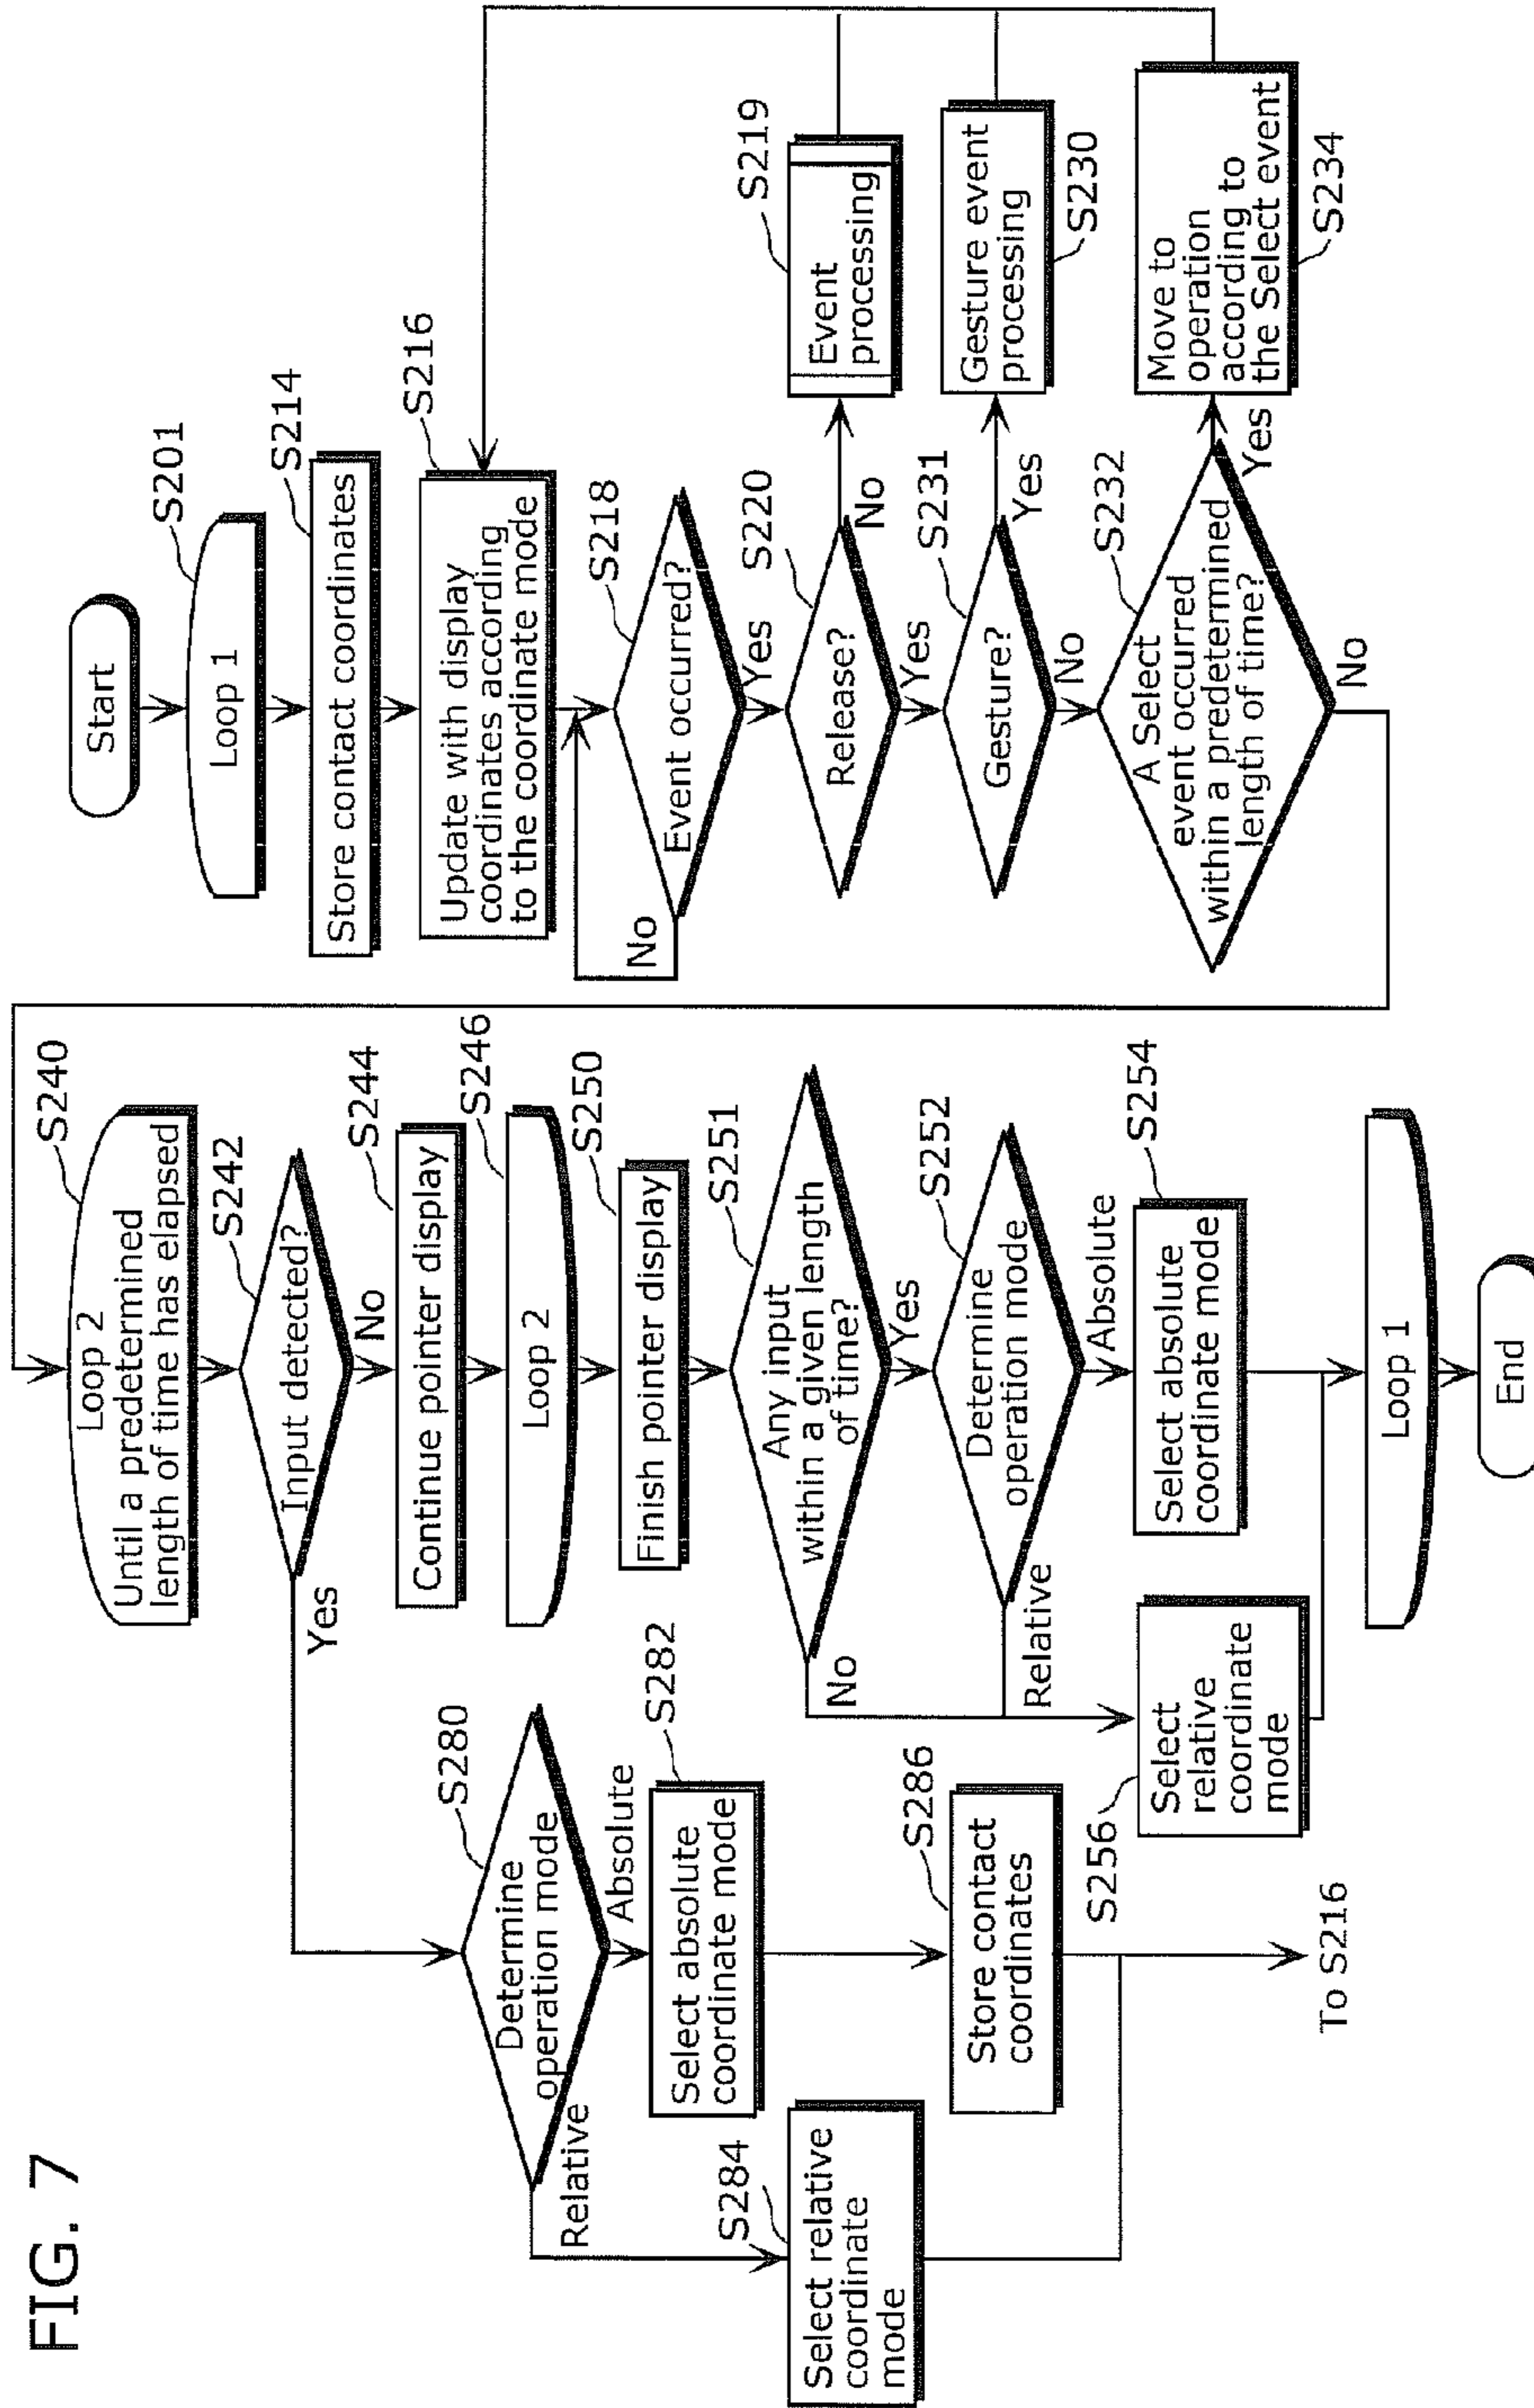 FIG. 7
Start
S201
Loop 1
S214
Store contact coordinates
S216
Update with display
coordinates according
to the coordinate mode
S218
Event occurred?
No
Yes
S220
Release?
No
Yes
S219
Event
processing
S231
Gesture?
Yes
No
Gesture event
processing
S230
S232
A Select
event occurred
within a predetermined
length of time?
Yes
No
Move to
operation
according to
the Select event
S234
S240
Loop 2
Until a predetermined
length of time has elapsed
S242
Input detected?
Yes
No
S244
Continue pointer display
S246
Loop 2
S250
Finish pointer display
S251
Any input
within a given length
of time?
No
Yes
S252
Determine
operation mode
Relative
Absolute
S254
Select absolute
coordinate mode
S256
Select
relative
coordinate
mode
Loop 1
End
S280
Determine
operation mode
Relative
Absolute
S282
Select absolute
coordinate mode
S284
Select relative
coordinate
mode
S286
Store contact
coordinates
To S216